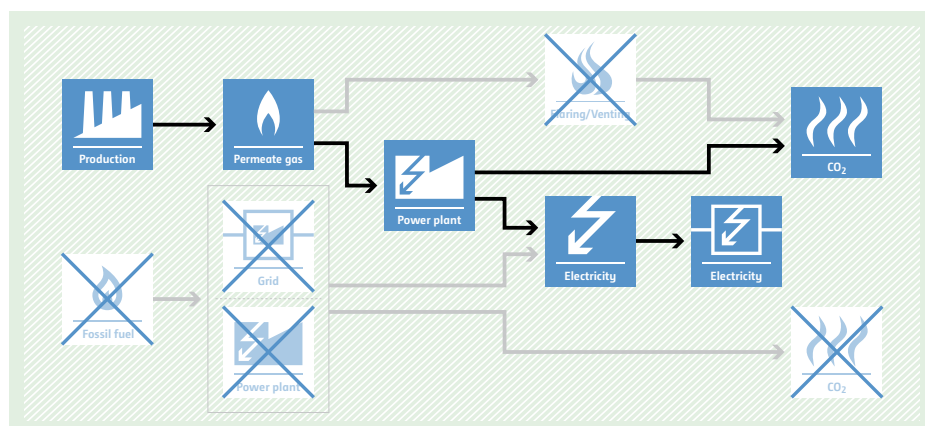 Flaring/Venting
Production
Permeate gas
CO₂
Power plant
Grid
Electricity
Electricity
Fossil fuel
Power plant
CO₂